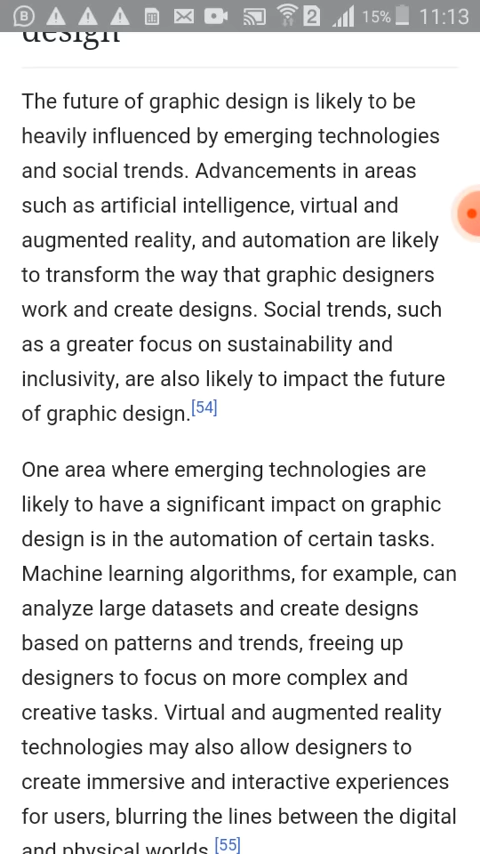 15% 11:13
2
design
The future of graphic design is likely to be
heavily influenced by emerging technologies
and social trends. Advancements in areas
such as artificial intelligence, virtual and
augmented reality, and automation are likely
to transform the way that graphic designers
work and create designs. Social trends, such
as a greater focus on sustainability and
inclusivity, are also likely to impact the future
of graphic design.[54]
One area where emerging technologies are
likely to have a significant impact on graphic
design is in the automation of certain tasks.
Machine learning algorithms, for example, can
analyze large datasets and create designs
based on patterns and trends, freeing up
designers to focus on more complex and
creative tasks. Virtual and augmented reality
technologies may also allow designers to
create immersive and interactive experiences
for users, blurring the lines between the digital
and physical worlds.[55]